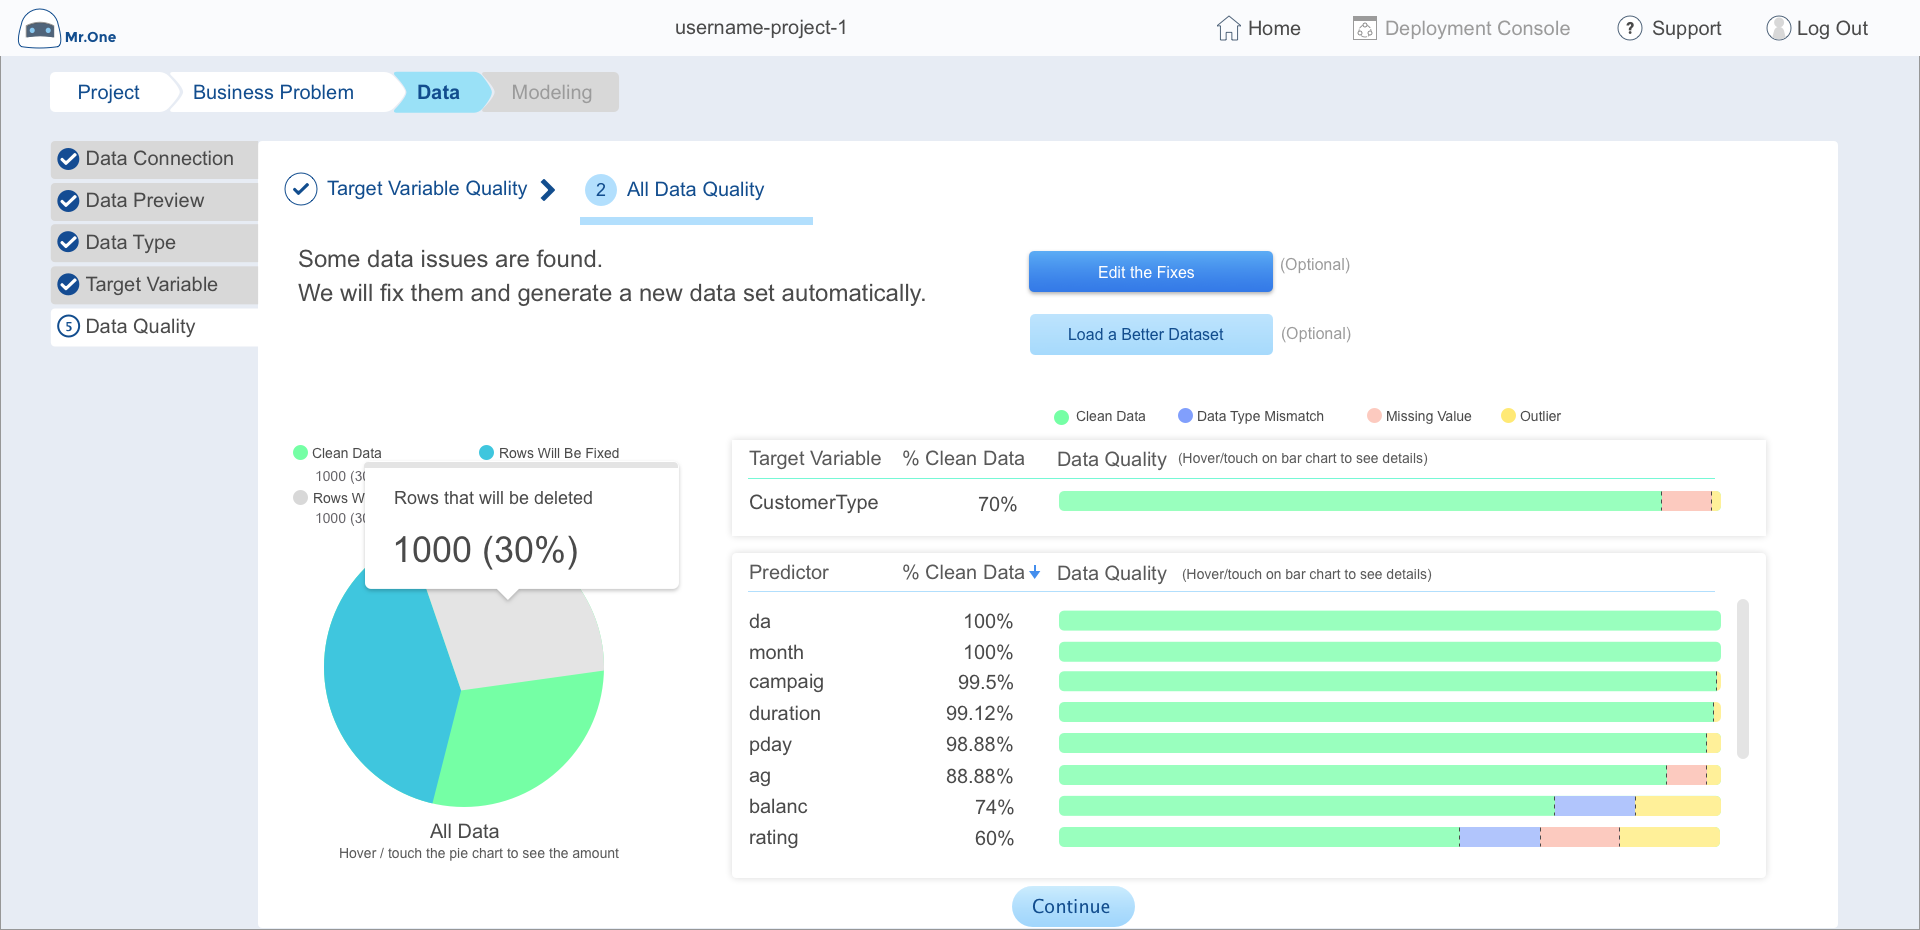 Mr.One
username-project-1
Home
Deployment Console
? Support
Log Out
Project
Business Problem
Data
Modeling
Data Connection
Data Preview
Data Type
Target Variable
5 Data Quality
Target Variable Quality
2 All Data Quality
Some data issues are found.
We will fix them and generate a new data set automatically.
Edit the Fixes
(Optional)
Load a Better Dataset
(Optional)
Clean Data
Data Type Mismatch
Missing Value
Outlier
Clean Data
Rows Will Be Fixed
1000 (30
Rows W
1000 (30
Rows that will be deleted
1000 (30%)
All Data
Hover / touch the pie chart to see the amount
Target Variable % Clean Data Data Quality (Hover/touch on bar chart to see details)
CustomerType 70%
Predictor % Clean Data Data Quality (Hover/touch on bar chart to see details)
da 100%
month 100%
campaig 99.5%
duration 99.12%
pday 98.88%
ag 88.88%
balanc 74%
rating 60%
Continue